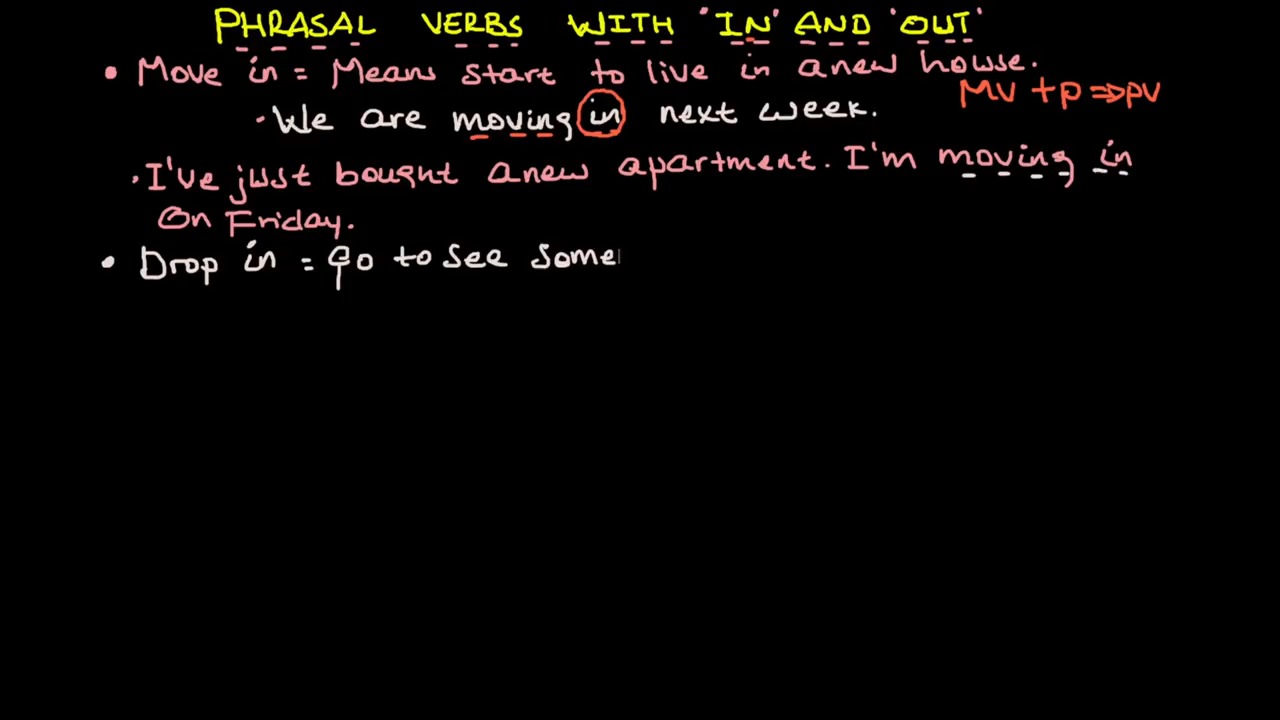 PHRASAL VERBS WITH 'IN' AND 'OUT'
• Move in = Means start to live in a new house.
MV + P ⇒ PV
• We are moving in next week.
• I've just bought a new apartment. I'm moving in
On Friday.
• Drop in = go to see some